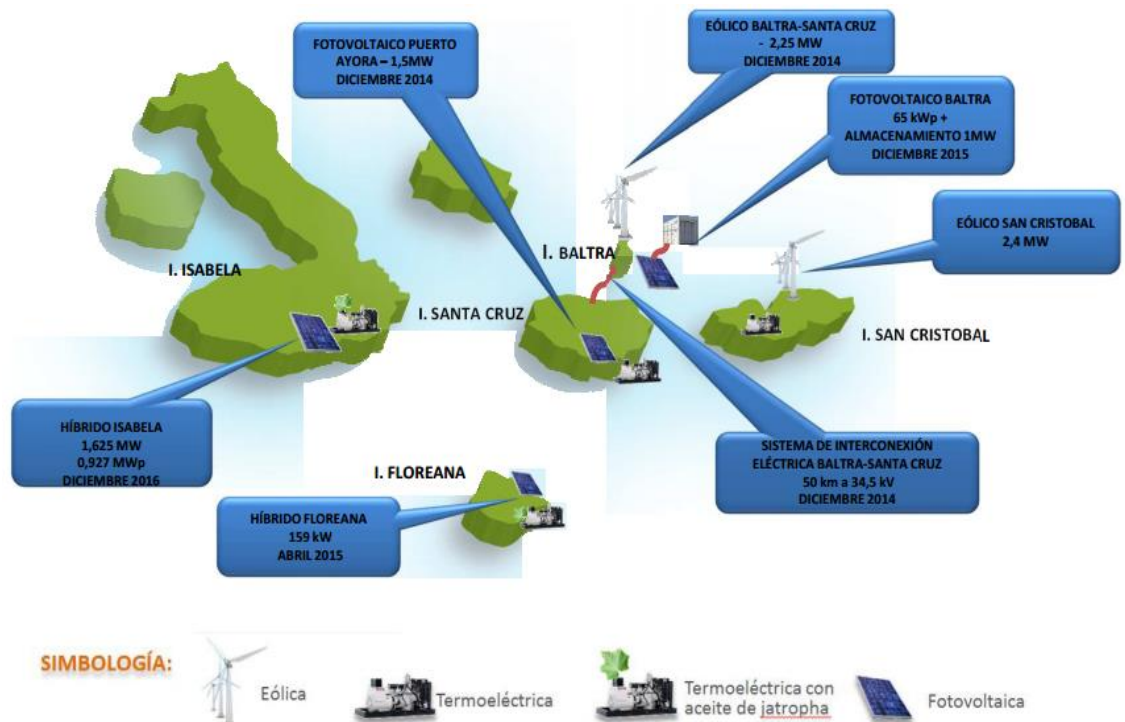 FOTOVOLTAICO PUERTO
AYORA – 1,5MW
DICIEMBRE 2014
EÓLICO BALTRA-SANTA CRUZ
- 2,25 MW
DICIEMBRE 2014
FOTOVOLTAICO BALTRA
65 kWp +
ALMACENAMIENTO 1MW
DICIEMBRE 2015
EÓLICO SAN CRISTOBAL
2,4 MW
I. ISABELA
I. BALTRA
I. SANTA CRUZ
I. SAN CRISTOBAL
HÍBRIDO ISABELA
1,625 MW
0,927 MWp
DICIEMBRE 2016
I. FLOREANA
HÍBRIDO FLOREANA
159 kW
ABRIL 2015
SISTEMA DE INTERCONEXIÓN
ELÉCTRICA BALTRA-SANTA CRUZ
50 km a 34,5 kV
DICIEMBRE 2014
SIMBOLOGÍA:
Eólica
Termoeléctrica
Termoeléctrica con
aceite de jatropha
Fotovoltaica